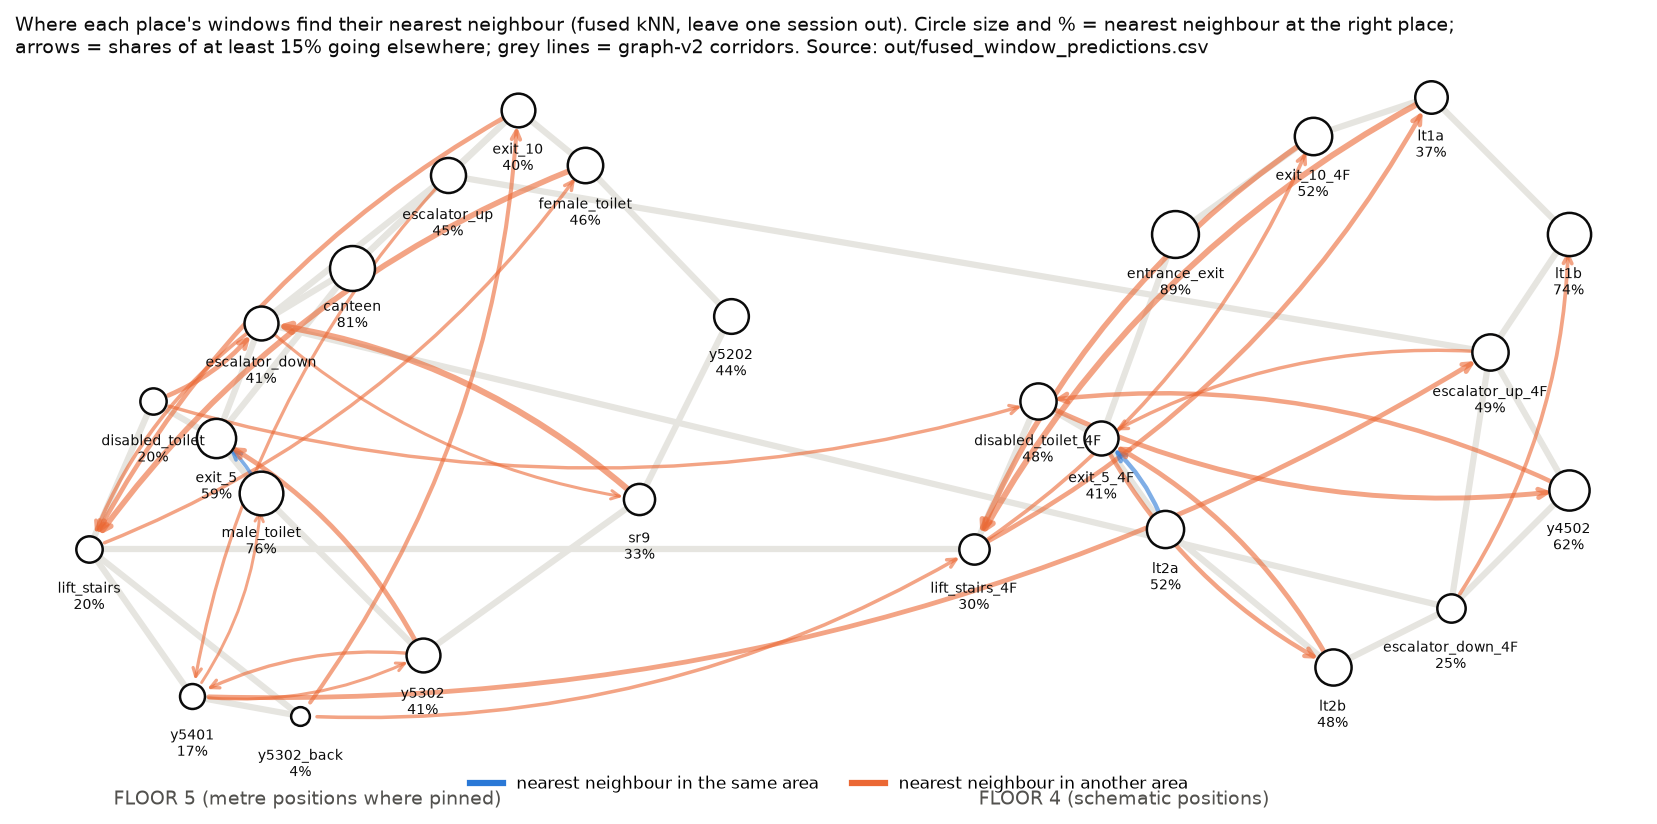 Where each place's windows find their nearest neighbour (fused kNN, leave one session out). Circle size and % = nearest neighbour at the right place;
arrows = shares of at least 15% going elsewhere; grey lines = graph-v2 corridors. Source: out/fused_window_predictions.csv
exit_10
40%
escalator_up
45%
female_toilet
46%
canteen
81%
escalator_down
41%
y5202
44%
disabled_toilet
20%
exit_5
59%
male_toilet
76%
sr9
33%
lift_stairs
20%
y5302
41%
y5401
17%
y5302_back
4%
lt1a
37%
exit_10_4F
52%
entrance_exit
89%
lt1b
74%
escalator_up_4F
49%
disabled_toilet_4F
48%
exit_5_4F
41%
y4502
62%
lt2a
52%
lift_stairs_4F
30%
escalator_down_4F
25%
lt2b
48%
nearest neighbour in the same area
nearest neighbour in another area
FLOOR 5 (metre positions where pinned)
FLOOR 4 (schematic positions)